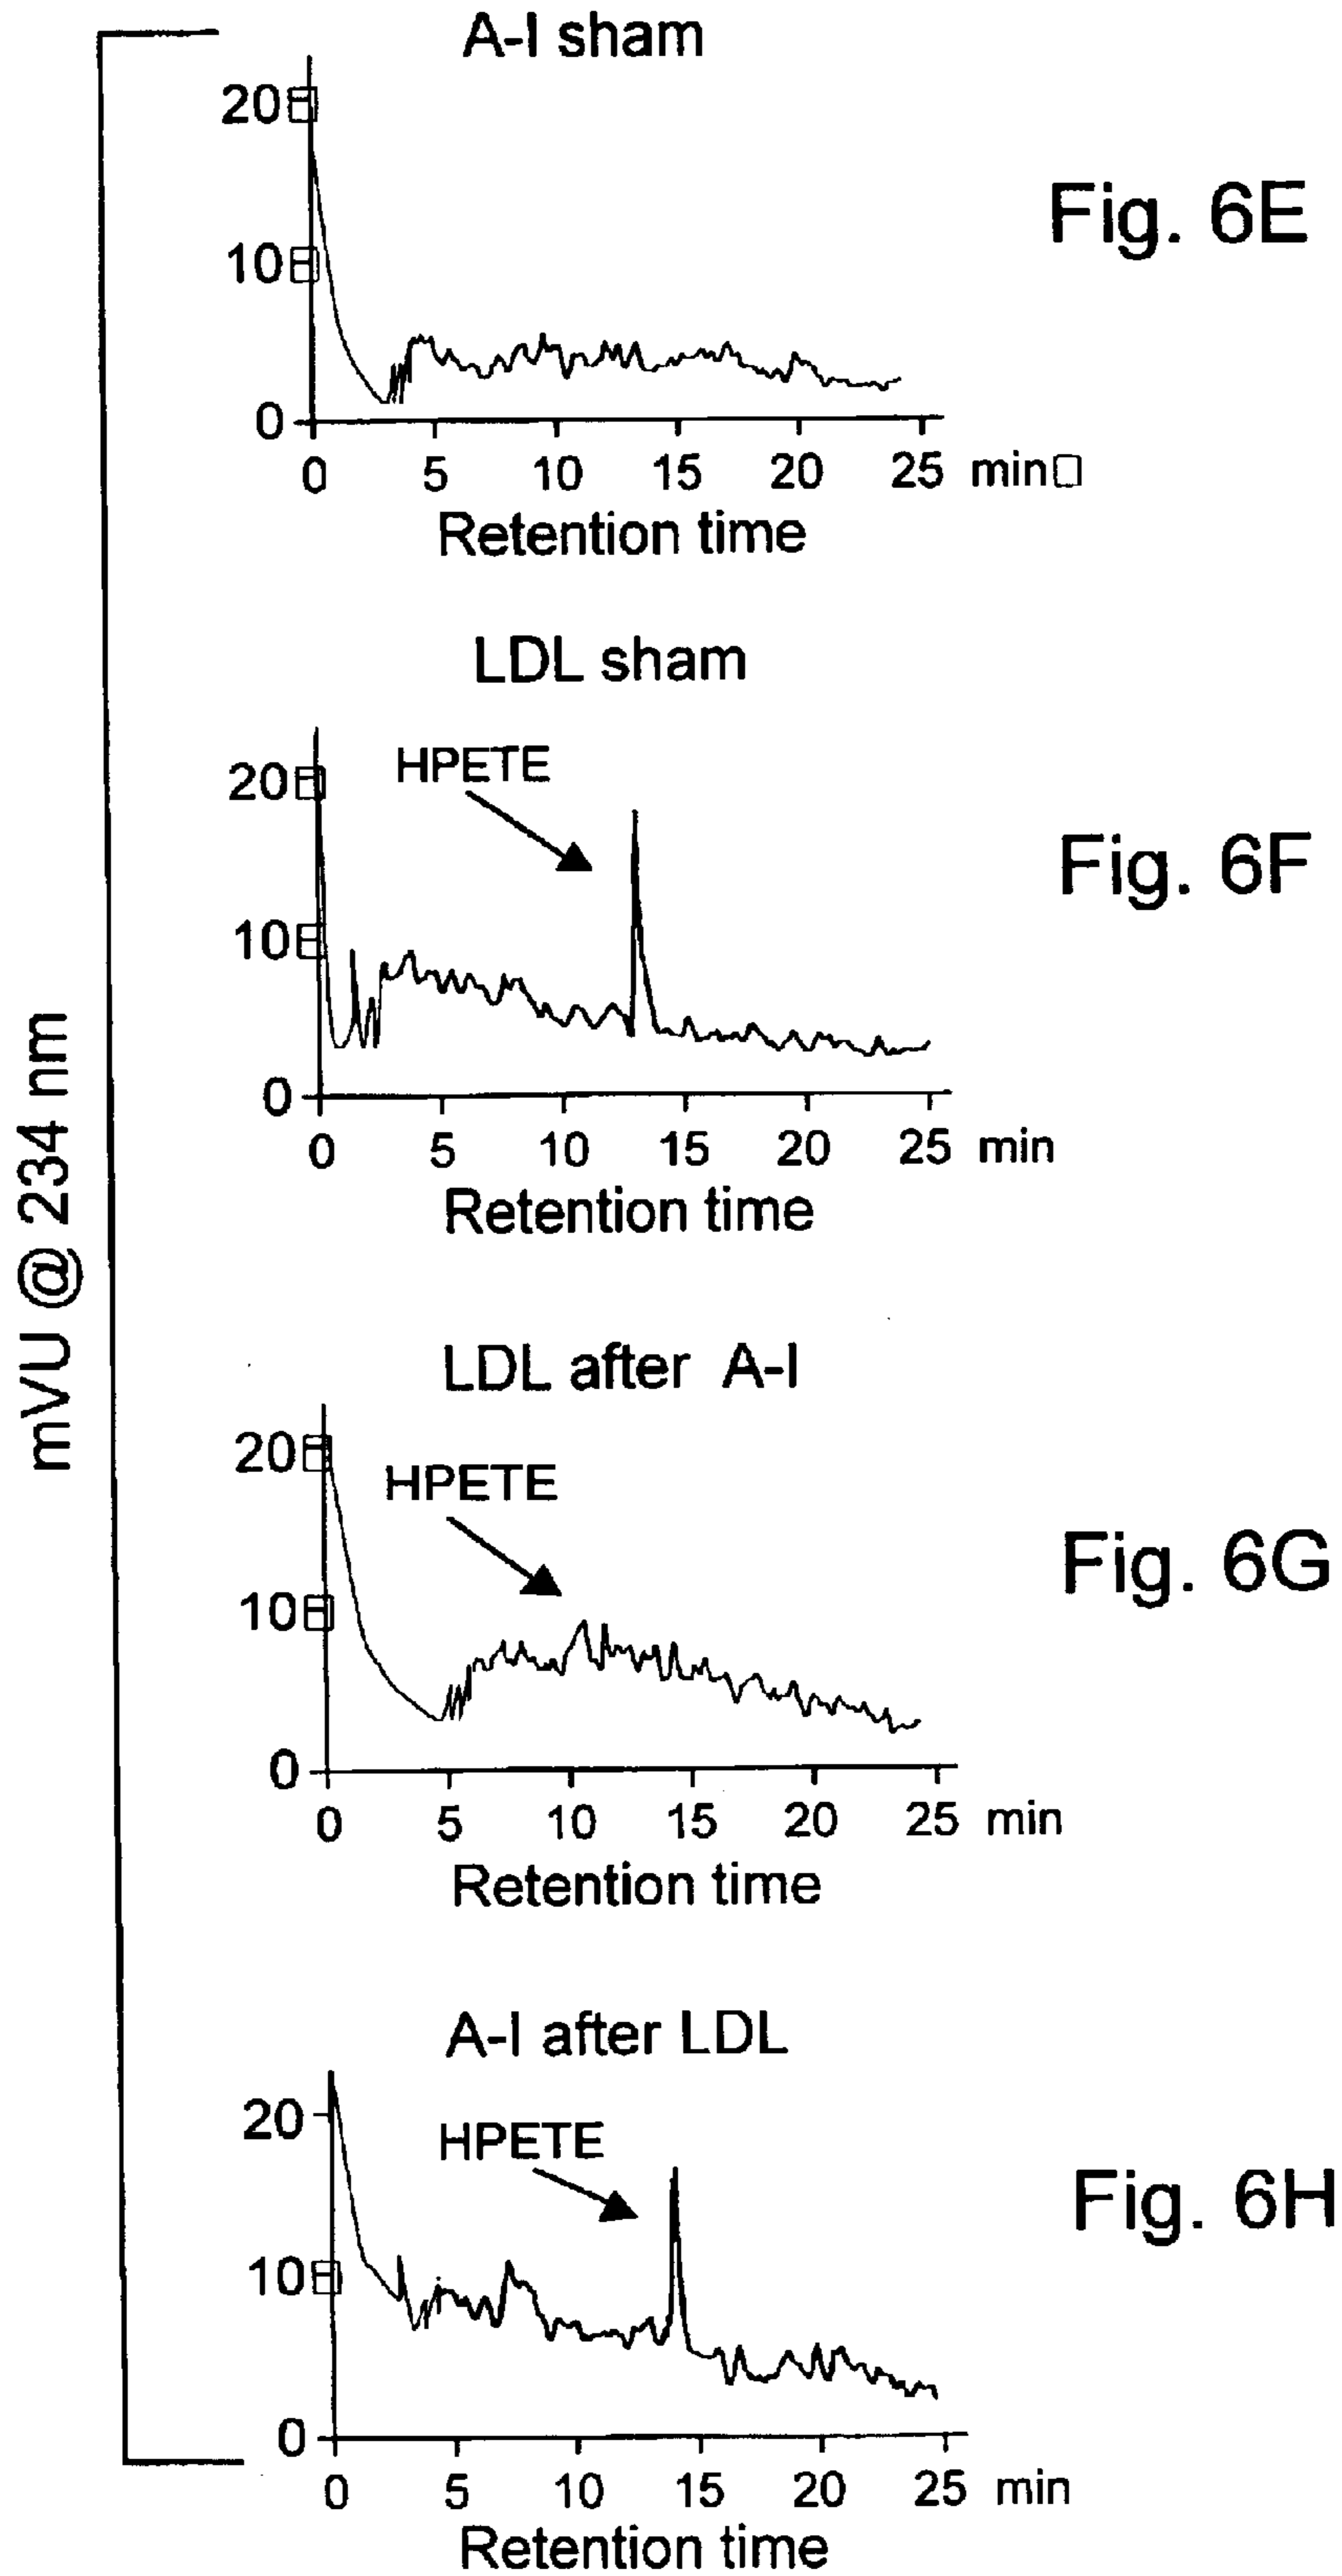 mVU @ 234 nm
A-I sham
Fig. 6E
20
10
0
0 5 10 15 20 25 min
Retention time
LDL sham
HPETE
Fig. 6F
20
10
0
0 5 10 15 20 25 min
Retention time
LDL after A-I
HPETE
Fig. 6G
20
10
0
0 5 10 15 20 25 min
Retention time
A-I after LDL
HPETE
Fig. 6H
20
10
0
0 5 10 15 20 25 min
Retention time